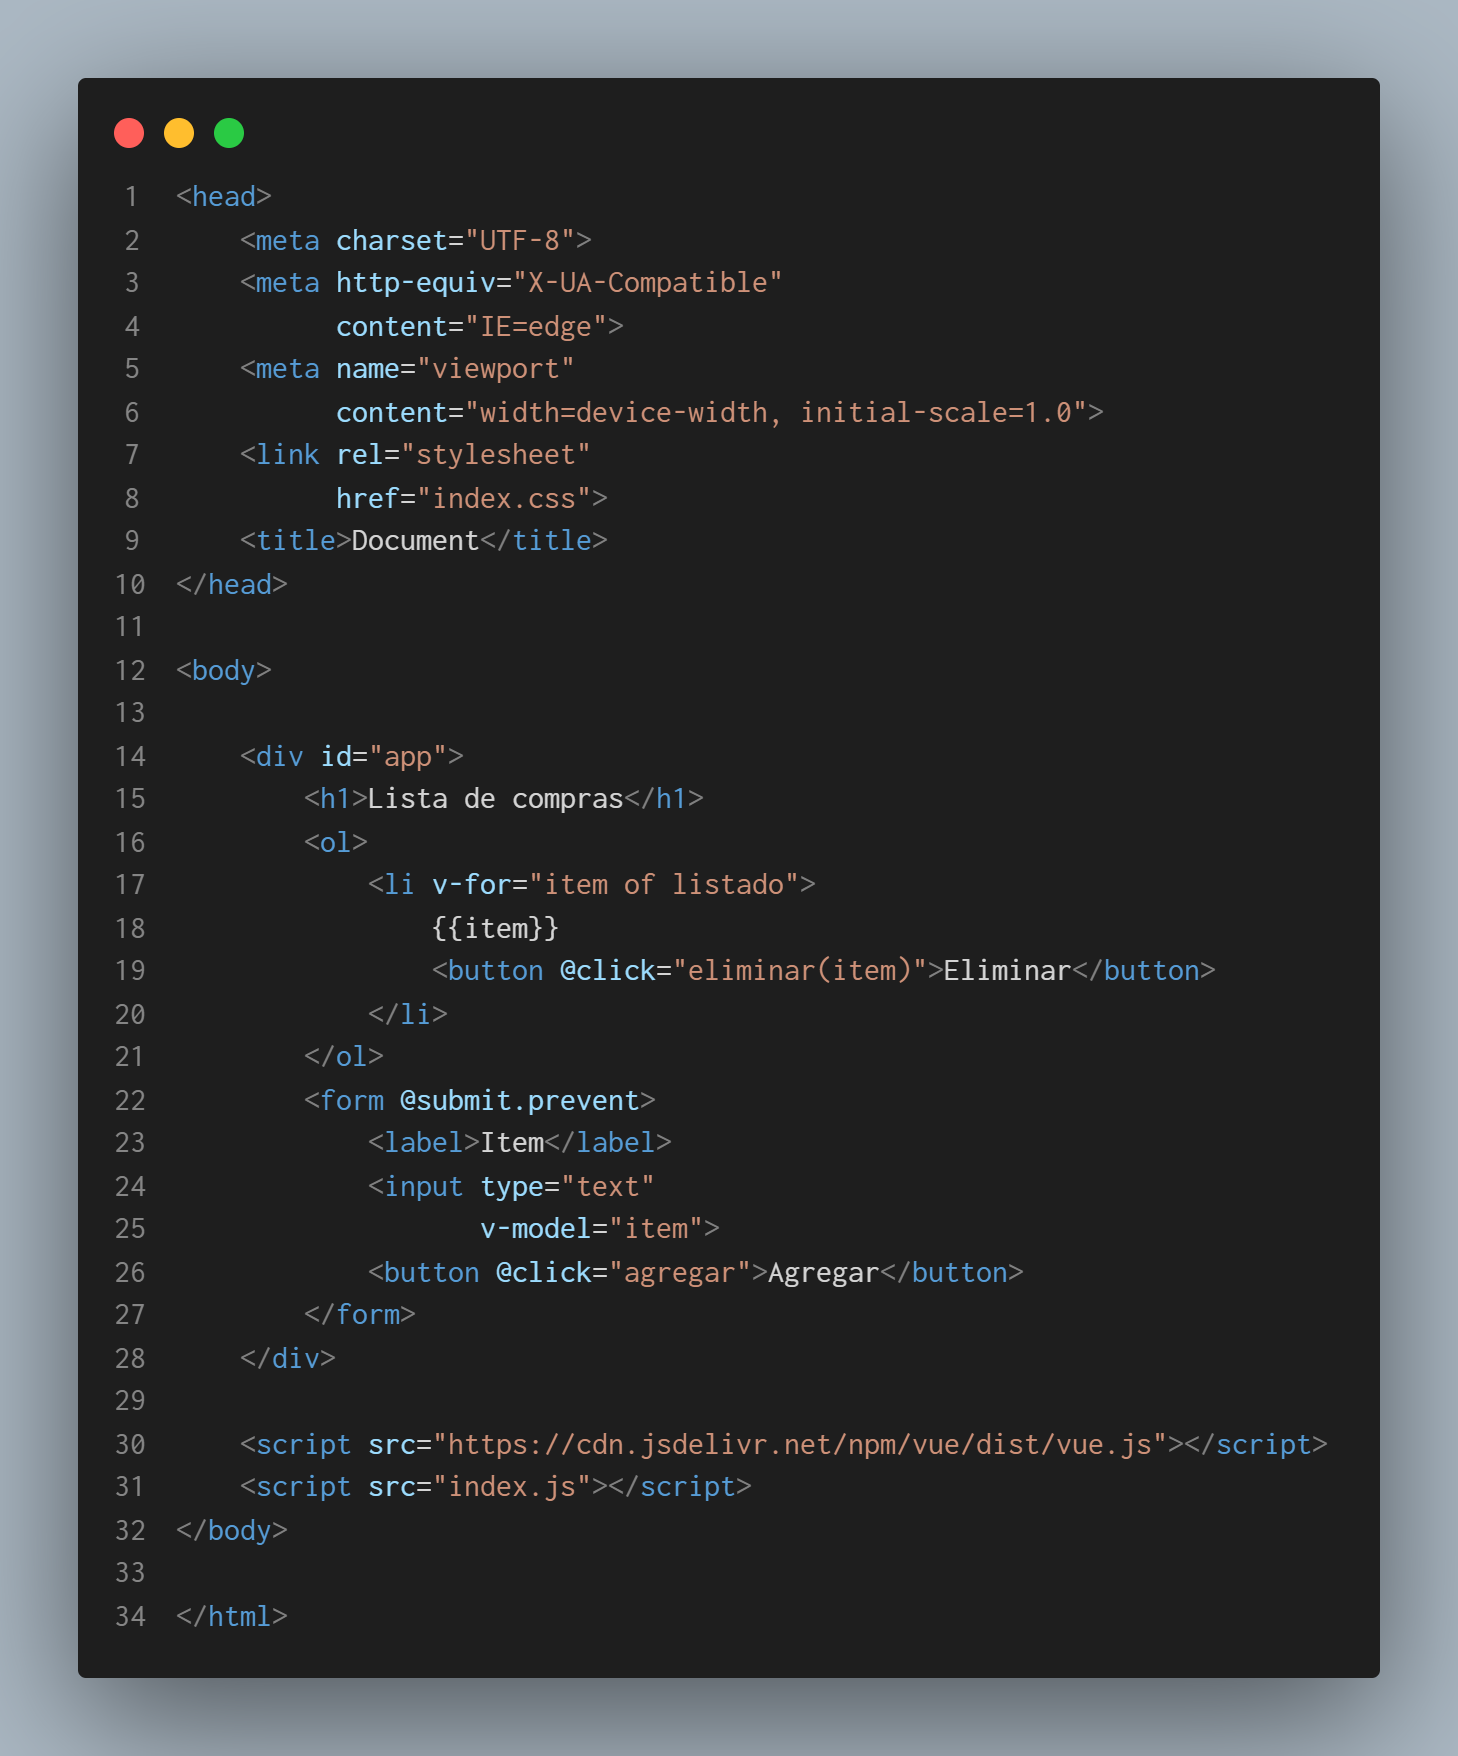 1 <head>
2     <meta charset="UTF-8">
3     <meta http-equiv="X-UA-Compatible"
4           content="IE=edge">
5     <meta name="viewport"
6           content="width=device-width, initial-scale=1.0">
7     <link rel="stylesheet"
8           href="index.css">
9     <title>Document</title>
10 </head>
11
12 <body>
13
14     <div id="app">
15         <h1>Lista de compras</h1>
16         <ol>
17             <li v-for="item of listado">
18                 {{item}}
19                 <button @click="eliminar(item)">Eliminar</button>
20             </li>
21         </ol>
22         <form @submit.prevent>
23             <label>Item</label>
24             <input type="text"
25                    v-model="item">
26             <button @click="agregar">Agregar</button>
27         </form>
28     </div>
29
30     <script src="https://cdn.jsdelivr.net/npm/vue/dist/vue.js"></script>
31     <script src="index.js"></script>
32 </body>
33
34 </html>